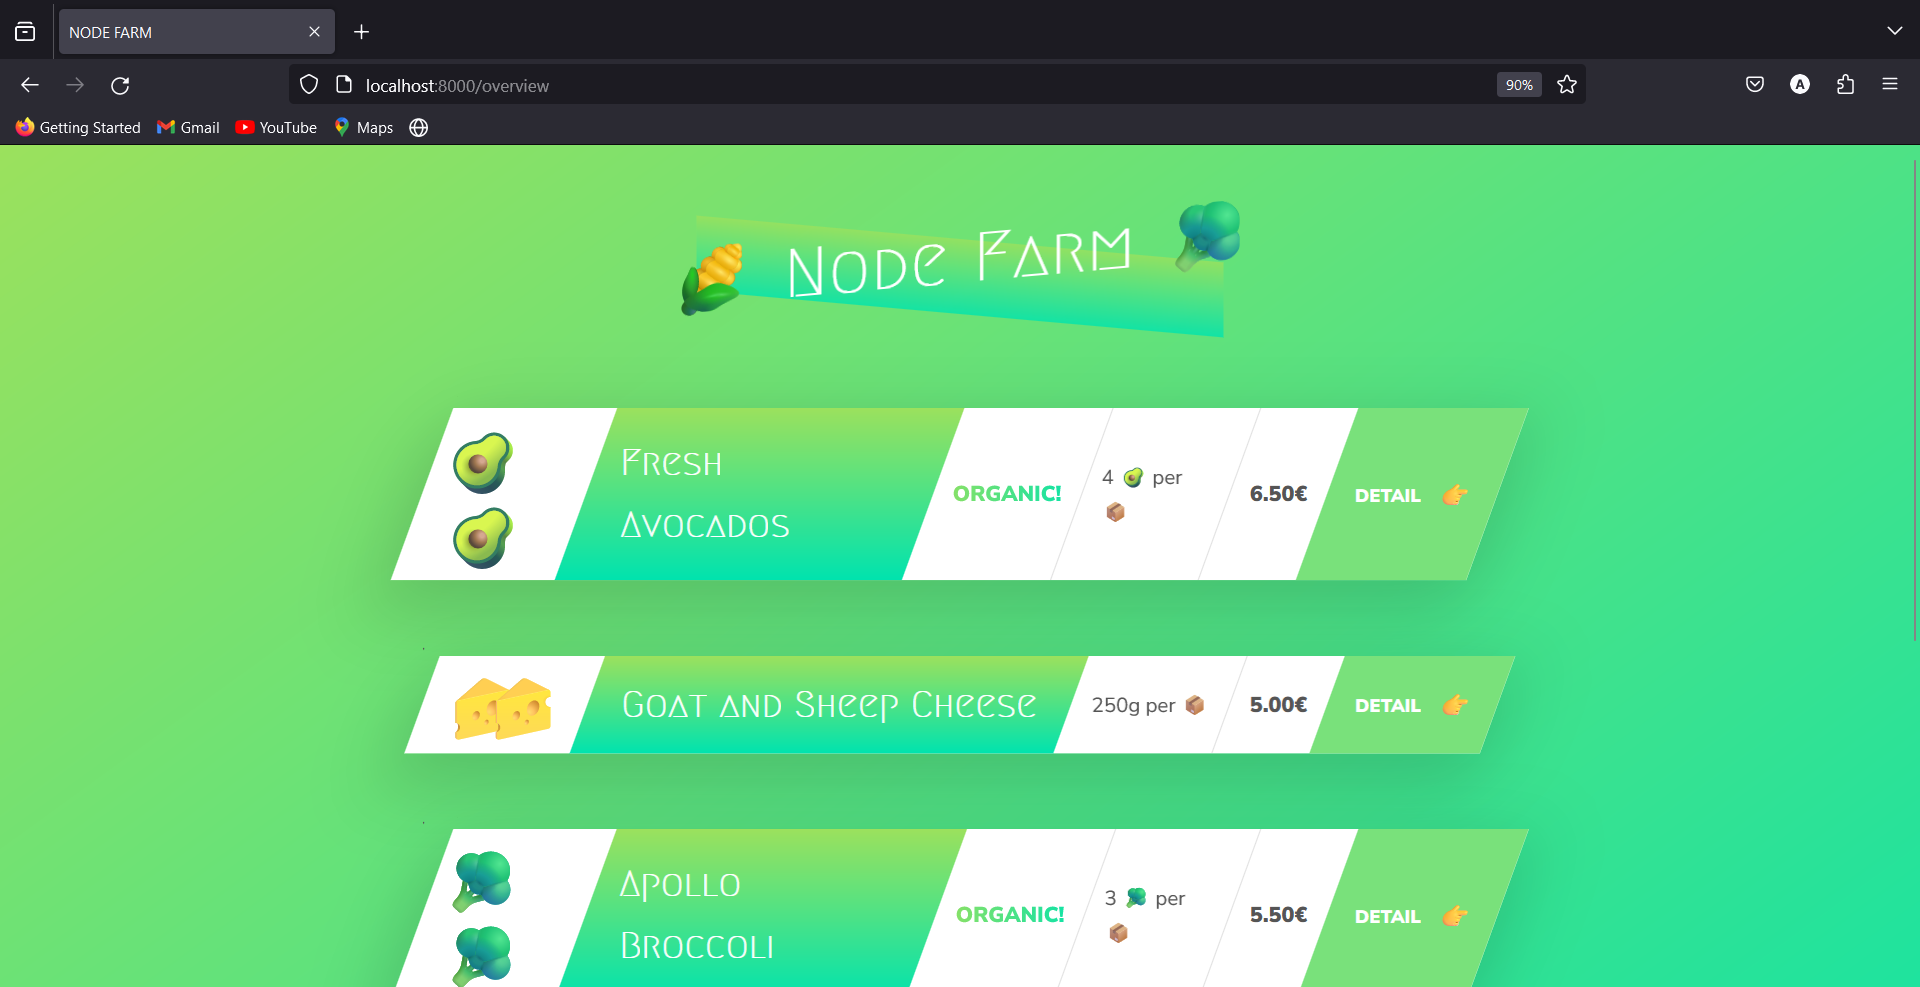 NODE FARM
localhost:8000/overview
90%
A
Getting Started
Gmail
YouTube
Maps
Node Farm
Fresh
Avocados
ORGANIC!
4 🥑 per
📦
6.50€
DETAIL 👉
,
Goat and Sheep Cheese
250g per 📦
5.00€
DETAIL 👉
,
Apollo
Broccoli
ORGANIC!
3 🥦 per
📦
5.50€
DETAIL 👉